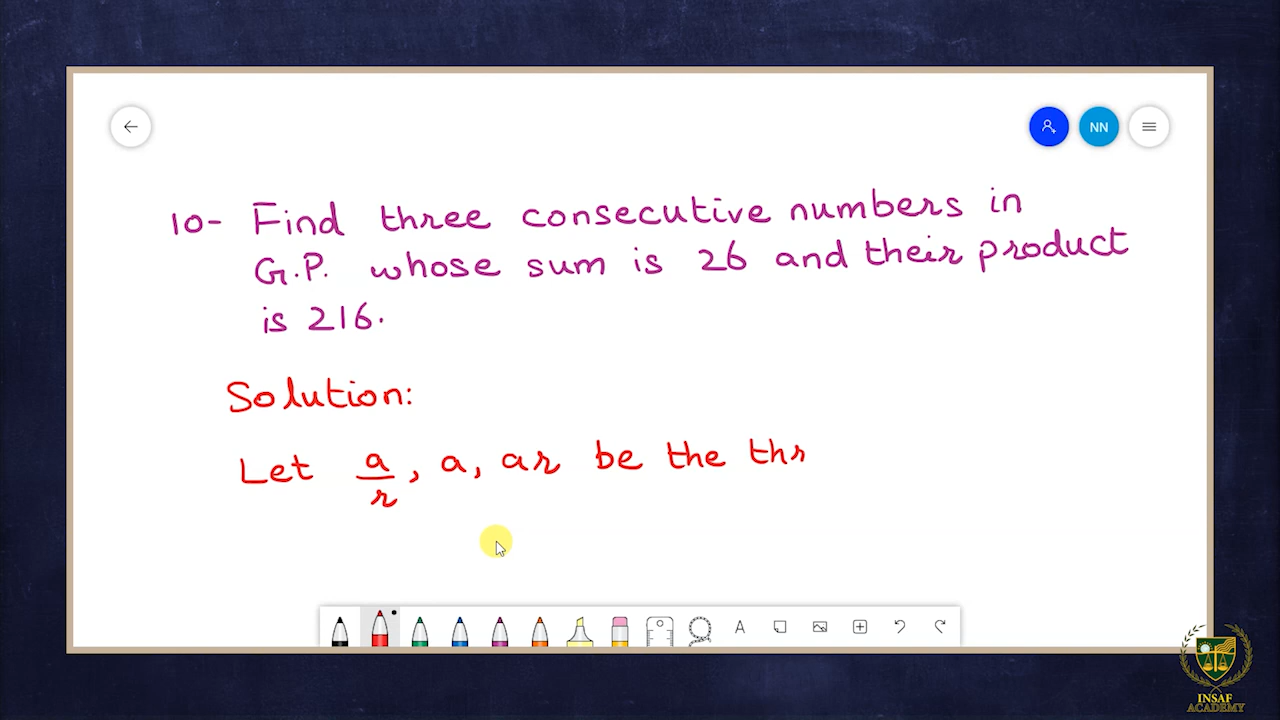 NN
10- Find three consecutive numbers in
G.P. whose sum is 26 and their product
is 216.
Solution:
Let a/r, a, ar be the thr
A
INSAF
ACADEMY